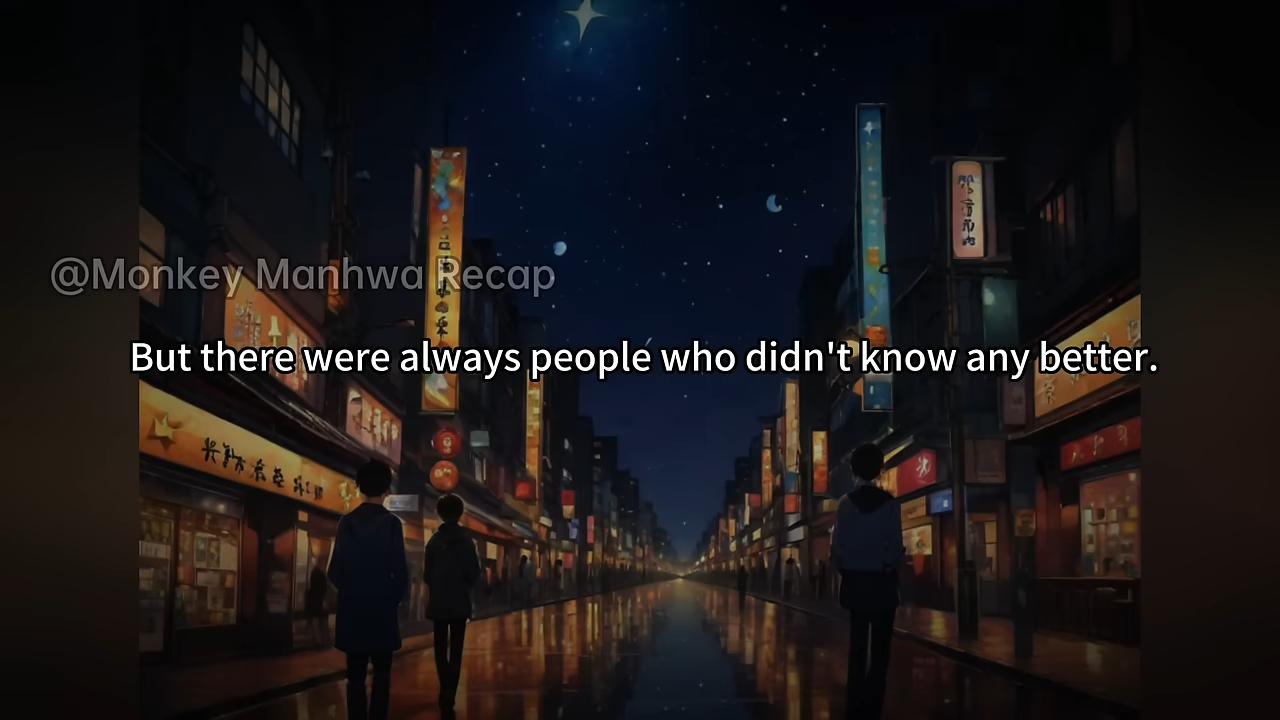 @Monkey Manhwa Recap
But there were always people who didn't know any better.